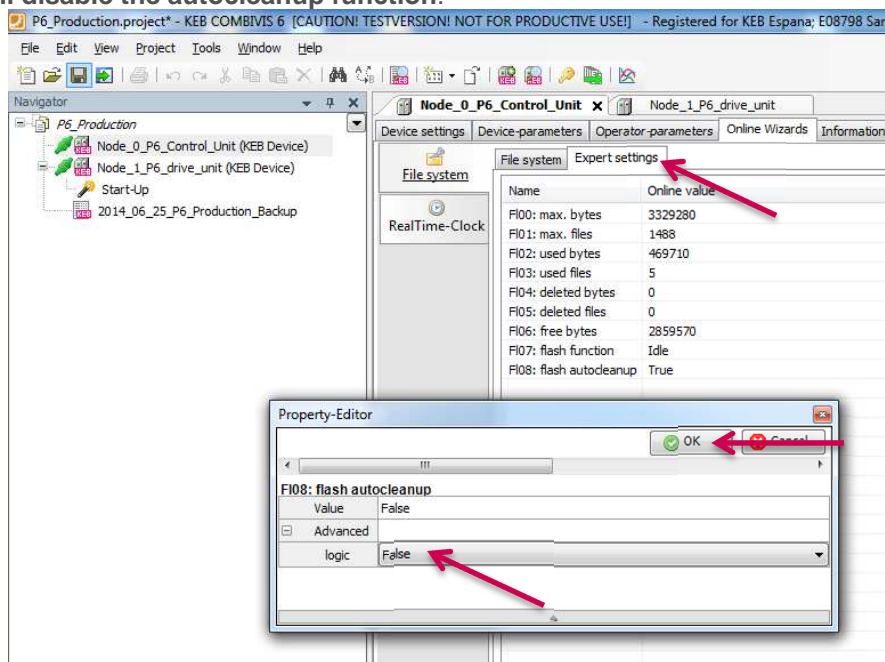 disable the autocleanup function.
P6_Production.project* - KEB COMBIVIS 6 [CAUTION! TESTVERSION! NOT FOR PRODUCTIVE USE!] - Registered for KEB Espana; E08798 Sar
File Edit View Project Tools Window Help
Navigator
P6_Production
Node_0_P6_Control_Unit (KEB Device)
Node_1_P6_drive_unit (KEB Device)
Start-Up
2014_06_25_P6_Production_Backup
Node_0_P6_Control_Unit
Node_1_P6_drive_unit
Device settings Device-parameters Operator-parameters Online Wizards Information
File system
RealTime-Clock
File system Expert settings
Name Online value
FI00: max. bytes 3329280
FI01: max. files 1488
FI02: used bytes 469710
FI03: used files 5
FI04: deleted bytes 0
FI05: deleted files 0
FI06: free bytes 2859570
FI07: flash function Idle
FI08: flash autocleanup True
Property-Editor
OK Cancel
FI08: flash autocleanup
Value False
Advanced
logic False